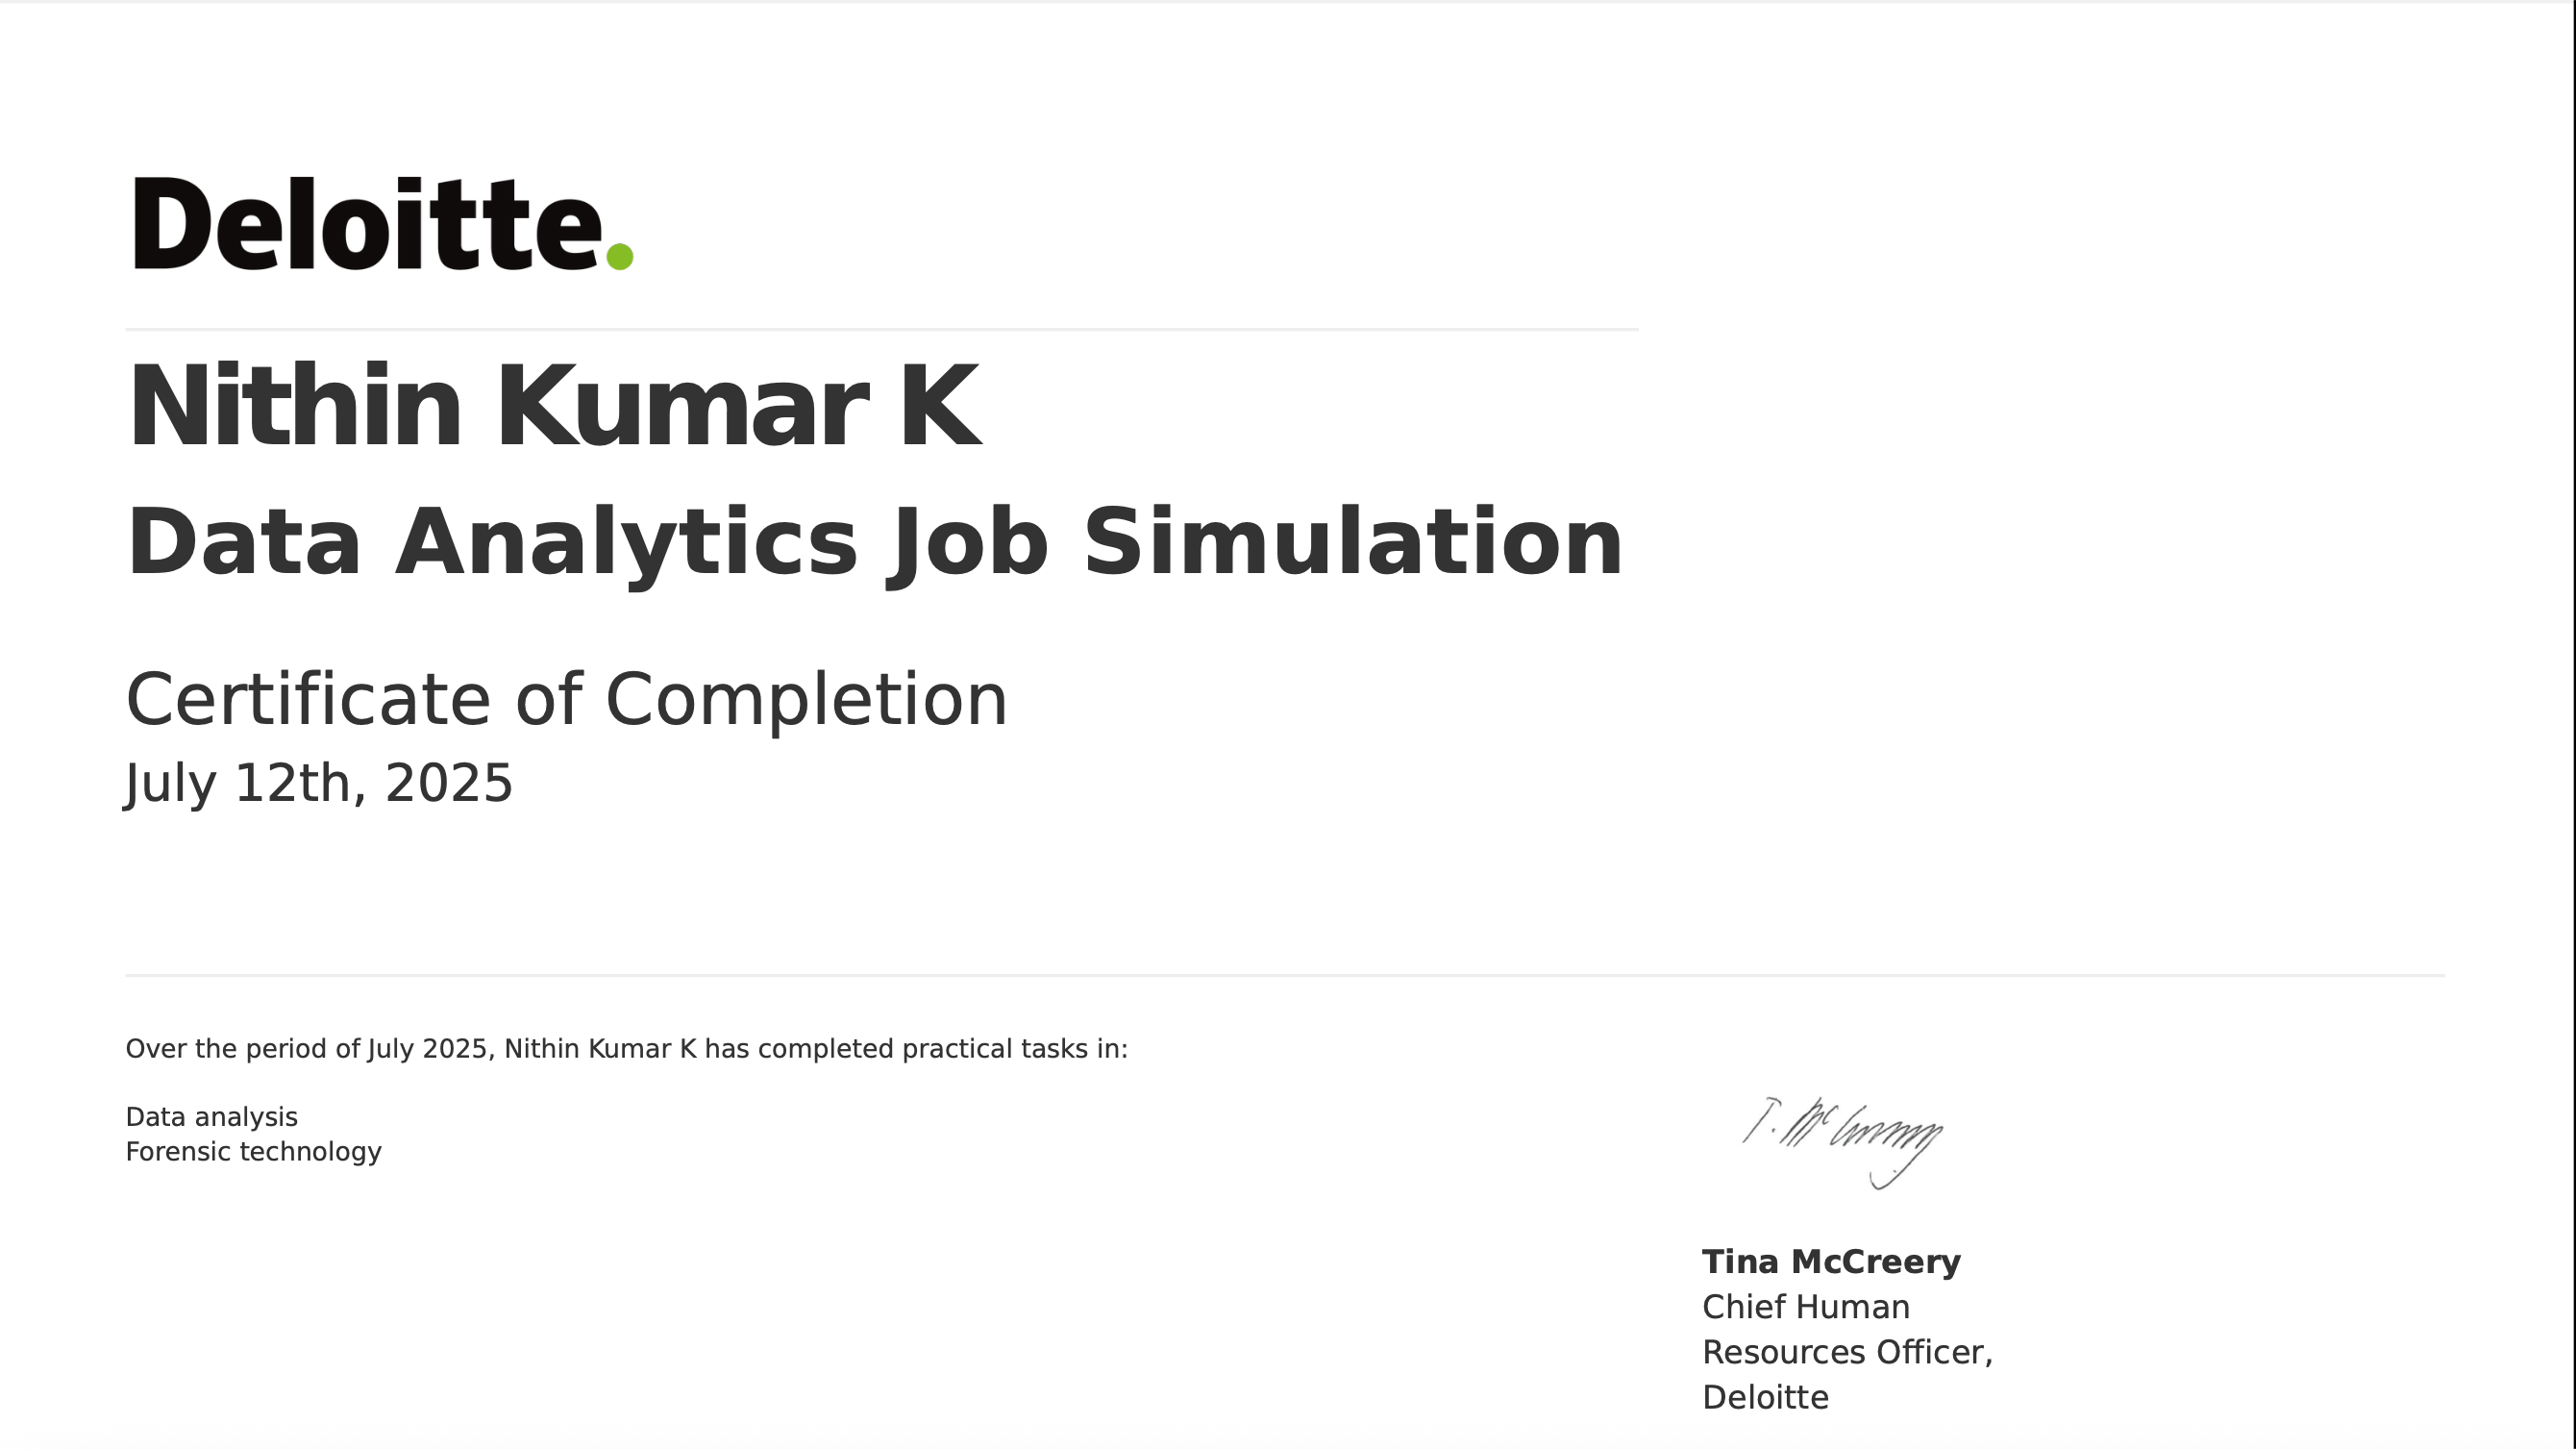 Deloitte.
Nithin Kumar K
Data Analytics Job Simulation
Certificate of Completion
July 12th, 2025
Over the period of July 2025, Nithin Kumar K has completed practical tasks in:
Data analysis
Forensic technology
T. McCreery
Tina McCreery
Chief Human
Resources Officer,
Deloitte